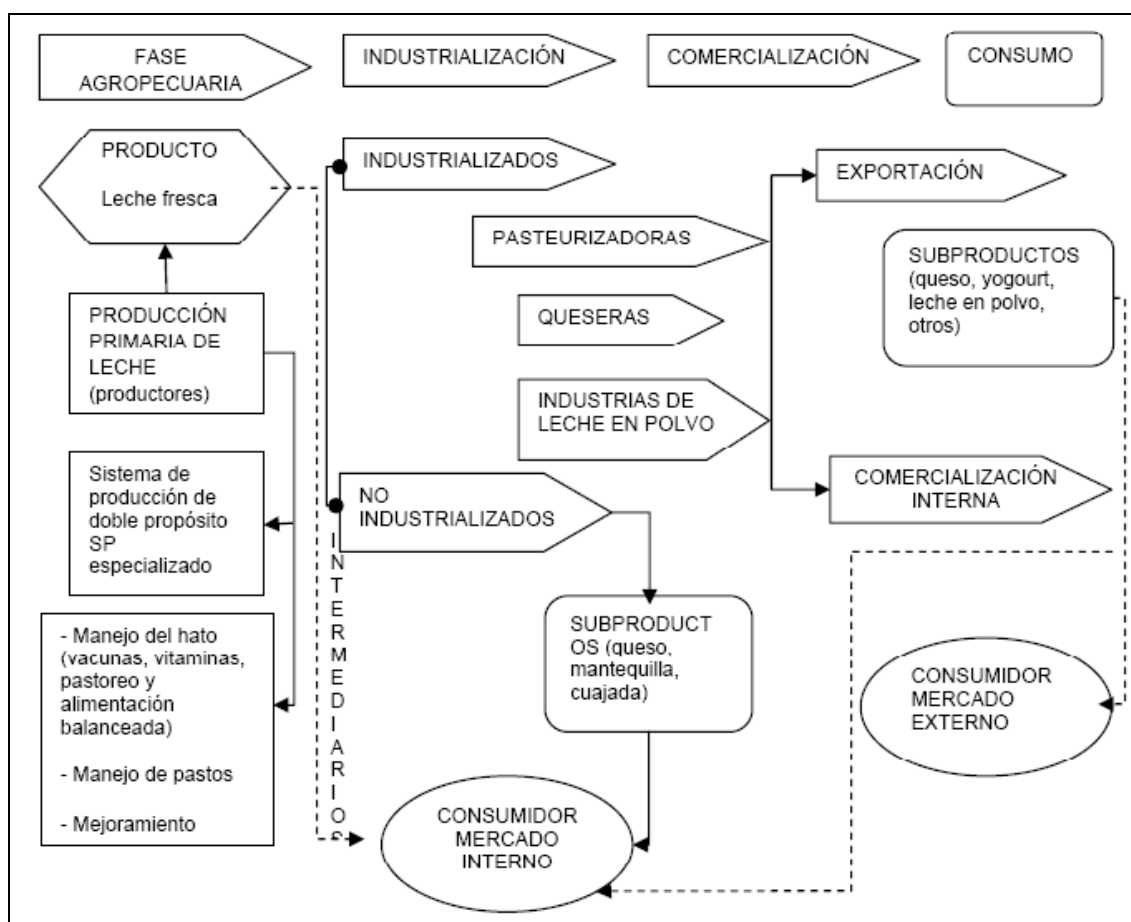 FASE
AGROPECUARIA
INDUSTRIALIZACIÓN
COMERCIALIZACIÓN
CONSUMO
PRODUCTO
Leche fresca
INDUSTRIALIZADOS
EXPORTACIÓN
PASTEURIZADORAS
SUBPRODUCTOS
(queso, yogourt,
leche en polvo,
otros)
PRODUCCIÓN
PRIMARIA DE
LECHE
(productores)
QUESERAS
INDUSTRIAS DE
LECHE EN POLVO
Sistema de
producción de
doble propósito
SP
especializado
NO
INDUSTRIALIZADOS
COMERCIALIZACIÓN
INTERNA
INTERMEDIARIOS
- Manejo del hato
(vacunas, vitaminas,
pastoreo y
alimentación
balanceada)
- Manejo de pastos
- Mejoramiento
SUBPRODUCT
OS (queso,
mantequilla,
cuajada)
CONSUMIDOR
MERCADO
EXTERNO
CONSUMIDOR
MERCADO
INTERNO